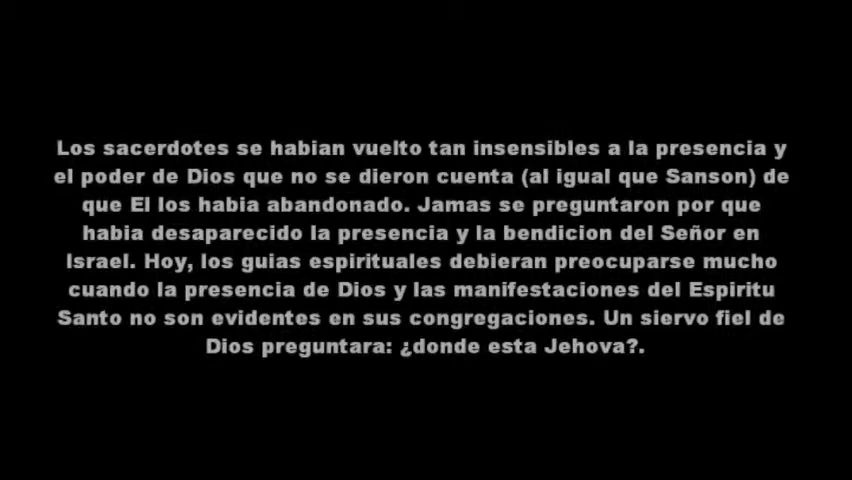 Los sacerdotes se habian vuelto tan insensibles a la presencia y
el poder de Dios que no se dieron cuenta (al igual que Sanson) de
que El los habia abandonado. Jamas se preguntaron por que
habia desaparecido la presencia y la bendicion del Señor en
Israel. Hoy, los guias espirituales debieran preocuparse mucho
cuando la presencia de Dios y las manifestaciones del Espiritu
Santo no son evidentes en sus congregaciones. Un siervo fiel de
Dios preguntara: ¿donde esta Jehova?.